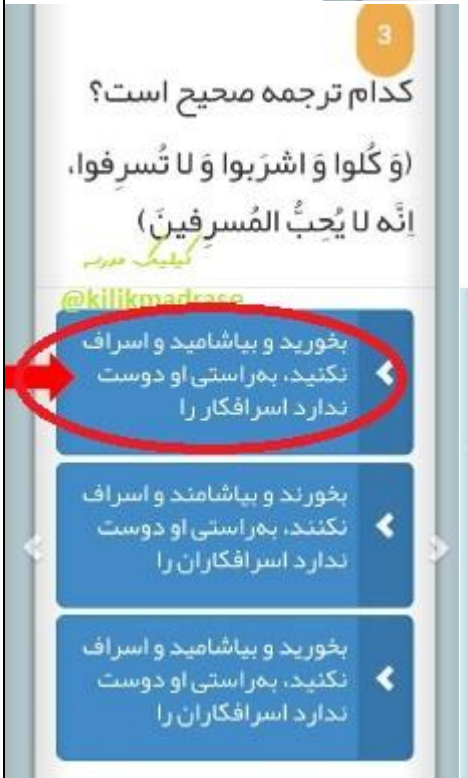 3
کدام ترجمه صحیح است؟
(وَ کُلوا وَ اشرَبوا وَ لا تُسرِفوا،
اِنَّه لا یُحِبُّ المُسرِفینَ)
کیلیک مدرسه
@kilikmadrase
بخورید و بیاشامید و اسراف
نکنید، به‌راستی او دوست
ندارد اسرافکار را
بخورند و بیاشامند و اسراف
نکنند، به‌راستی او دوست
ندارد اسرافکاران را
بخورید و بیاشامید و اسراف
نکنید، به‌راستی او دوست
ندارد اسرافکاران را